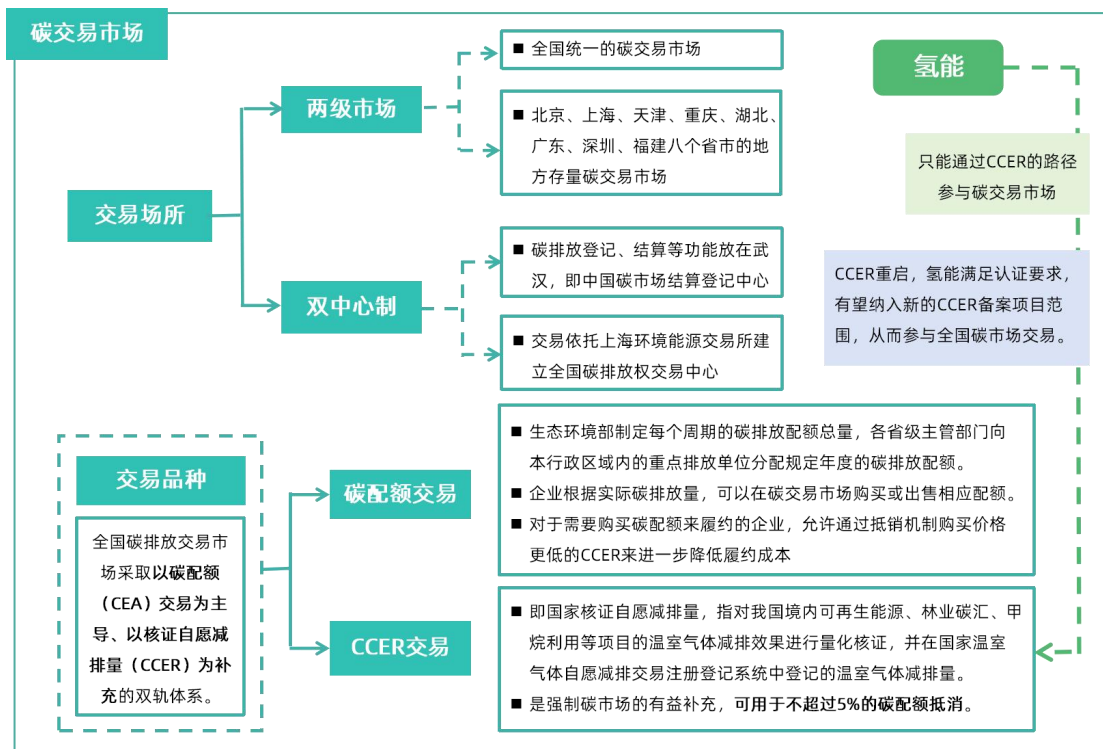 碳交易市场
■ 全国统一的碳交易市场
氢能
两级市场
■ 北京、上海、天津、重庆、湖北、
广东、深圳、福建八个省市的地
方存量碳交易市场
只能通过CCER的路径
参与碳交易市场
交易场所
■ 碳排放登记、结算等功能放在武
汉，即中国碳市场结算登记中心
CCER重启，氢能满足认证要求，
有望纳入新的CCER备案项目范
围，从而参与全国碳市场交易。
双中心制
■ 交易依托上海环境能源交易所建
立全国碳排放权交易中心
交易品种
全国碳排放交易市
场采取以碳配额
（CEA）交易为主
导、以核证自愿减
排量（CCER）为补
充的双轨体系。
碳配额交易
■ 生态环境部制定每个周期的碳排放配额总量，各省级主管部门向
本行政区域内的重点排放单位分配规定年度的碳排放配额。
■ 企业根据实际碳排放量，可以在碳交易市场购买或出售相应配额。
■ 对于需要购买碳配额来履约的企业，允许通过抵销机制购买价格
更低的CCER来进一步降低履约成本
CCER交易
■ 即国家核证自愿减排量，指对我国境内可再生能源、林业碳汇、甲
烷利用等项目的温室气体减排效果进行量化核证，并在国家温室
气体自愿减排交易注册登记系统中登记的温室气体减排量。
■ 是强制碳市场的有益补充，可用于不超过5%的碳配额抵消。